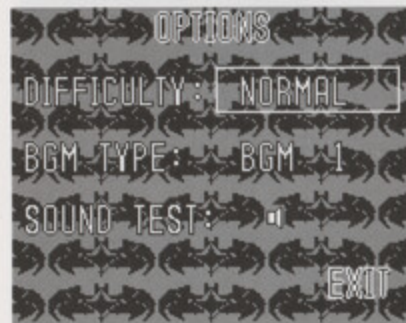 OPTIONS
DIFFICULTY: NORMAL
BGM TYPE: BGM 1
SOUND TEST:
EXIT